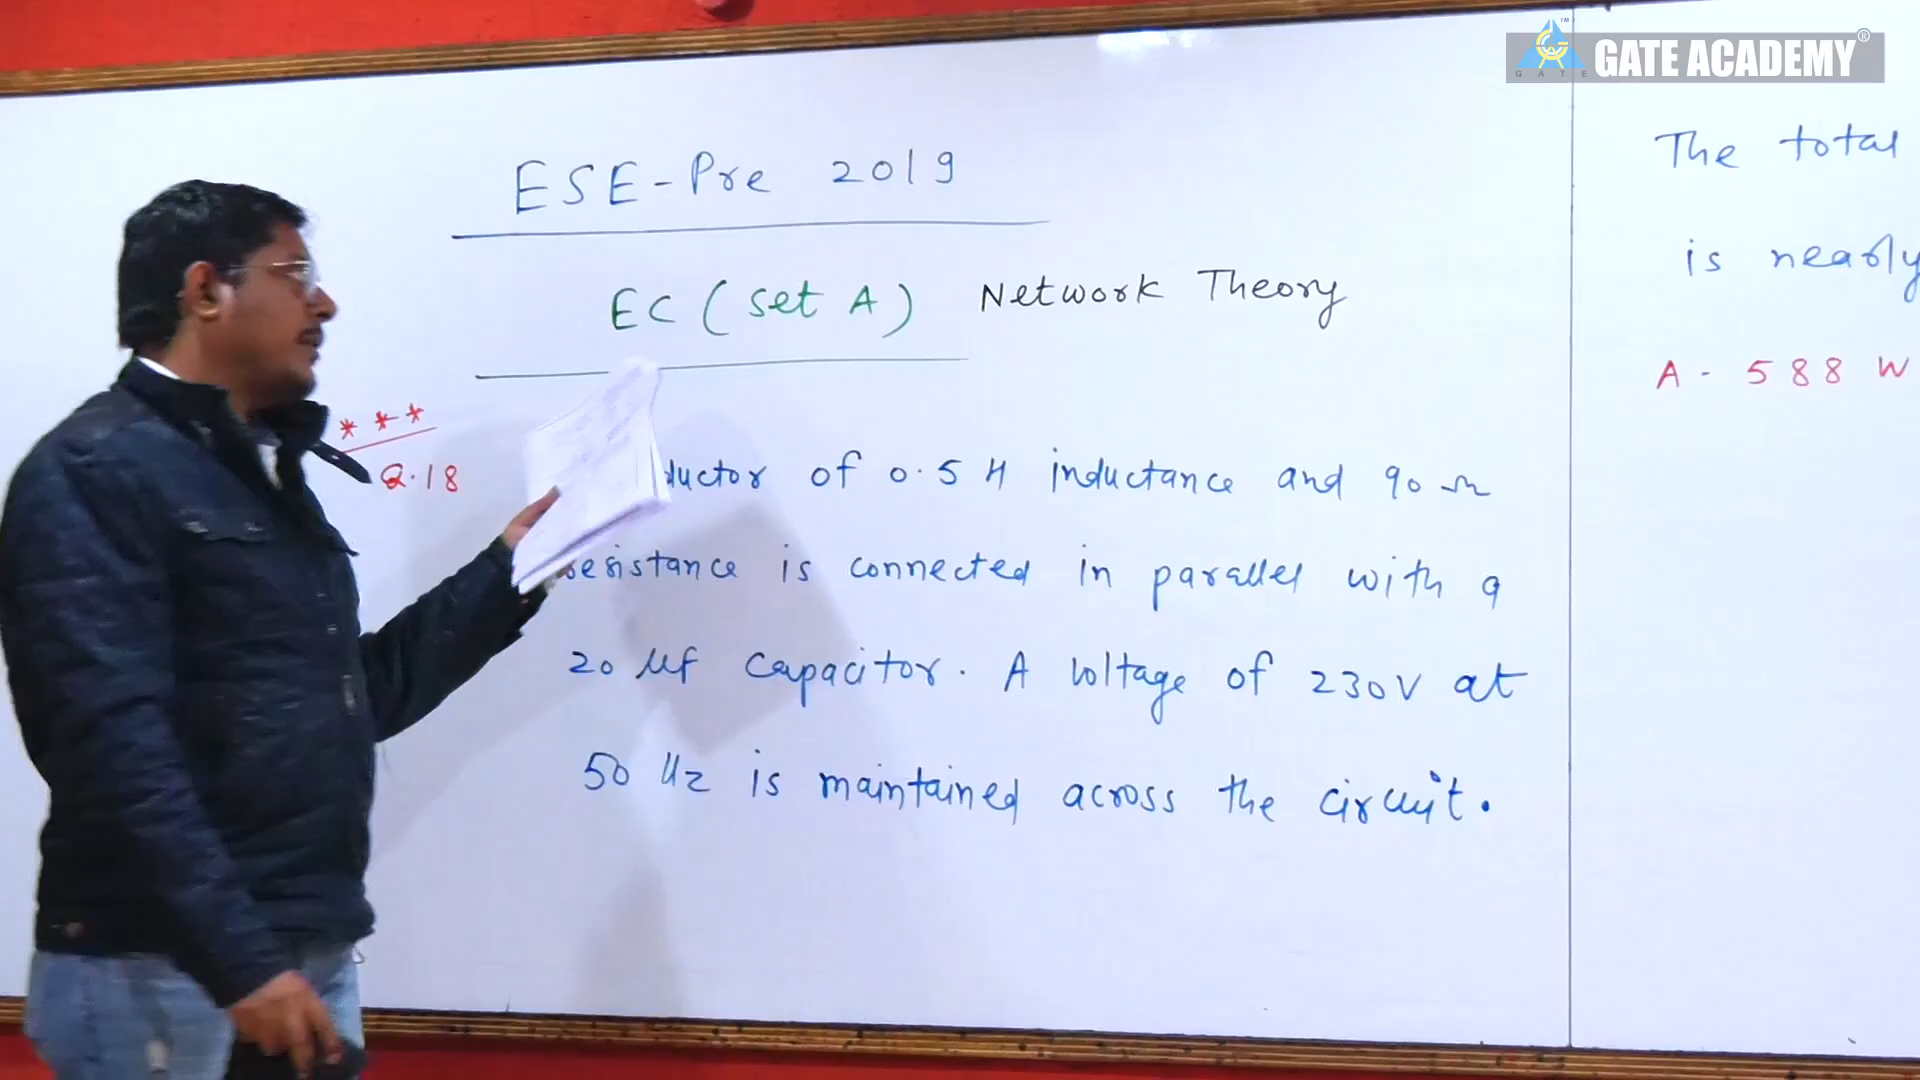 GATE ACADEMY®
GATE
ESE-Pre 2019
EC (set A) Network Theory
***
Q.18
ductor of 0.5 H inductance and 90 Ω
resistance is connected in parallel with a
20 μf capacitor. A voltage of 230V at
50 Hz is maintained across the circuit.
The total
is nearly
A - 588 W